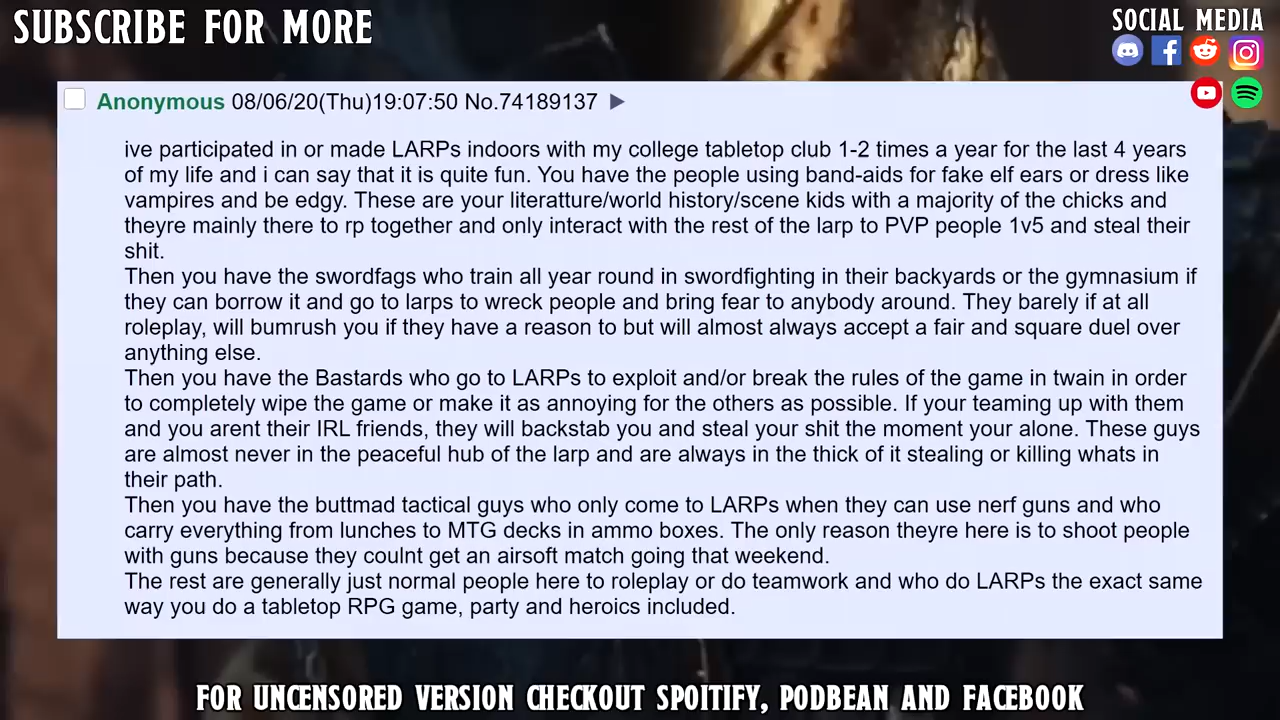 SUBSCRIBE FOR MORE
SOCIAL MEDIA
Anonymous 08/06/20(Thu)19:07:50 No.74189137 ▶
ive participated in or made LARPs indoors with my college tabletop club 1-2 times a year for the last 4 years
of my life and i can say that it is quite fun. You have the people using band-aids for fake elf ears or dress like
vampires and be edgy. These are your literatture/world history/scene kids with a majority of the chicks and
theyre mainly there to rp together and only interact with the rest of the larp to PVP people 1v5 and steal their
shit.
Then you have the swordfags who train all year round in swordfighting in their backyards or the gymnasium if
they can borrow it and go to larps to wreck people and bring fear to anybody around. They barely if at all
roleplay, will bumrush you if they have a reason to but will almost always accept a fair and square duel over
anything else.
Then you have the Bastards who go to LARPs to exploit and/or break the rules of the game in twain in order
to completely wipe the game or make it as annoying for the others as possible. If your teaming up with them
and you arent their IRL friends, they will backstab you and steal your shit the moment your alone. These guys
are almost never in the peaceful hub of the larp and are always in the thick of it stealing or killing whats in
their path.
Then you have the buttmad tactical guys who only come to LARPs when they can use nerf guns and who
carry everything from lunches to MTG decks in ammo boxes. The only reason theyre here is to shoot people
with guns because they coulnt get an airsoft match going that weekend.
The rest are generally just normal people here to roleplay or do teamwork and who do LARPs the exact same
way you do a tabletop RPG game, party and heroics included.
FOR UNCENSORED VERSION CHECKOUT SPOITIFY, PODBEAN AND FACEBOOK